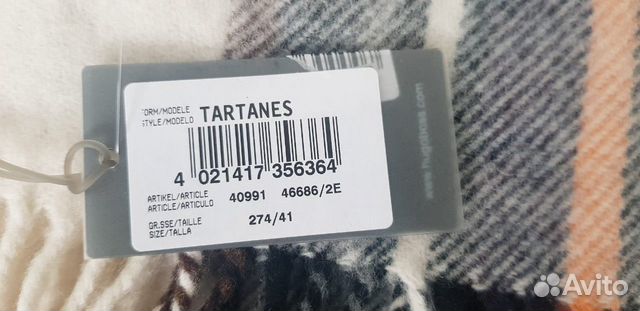 FORM/MODELE
STYLE/MODELO TARTANES
4 021417 356364
ARTIKEL/ARTICLE
ARTICLE/ARTICULO 40991 46686/2E
GR.SSE/TAILLE
SIZE/TALLA 274/41
www.hugoboss.com
Avito